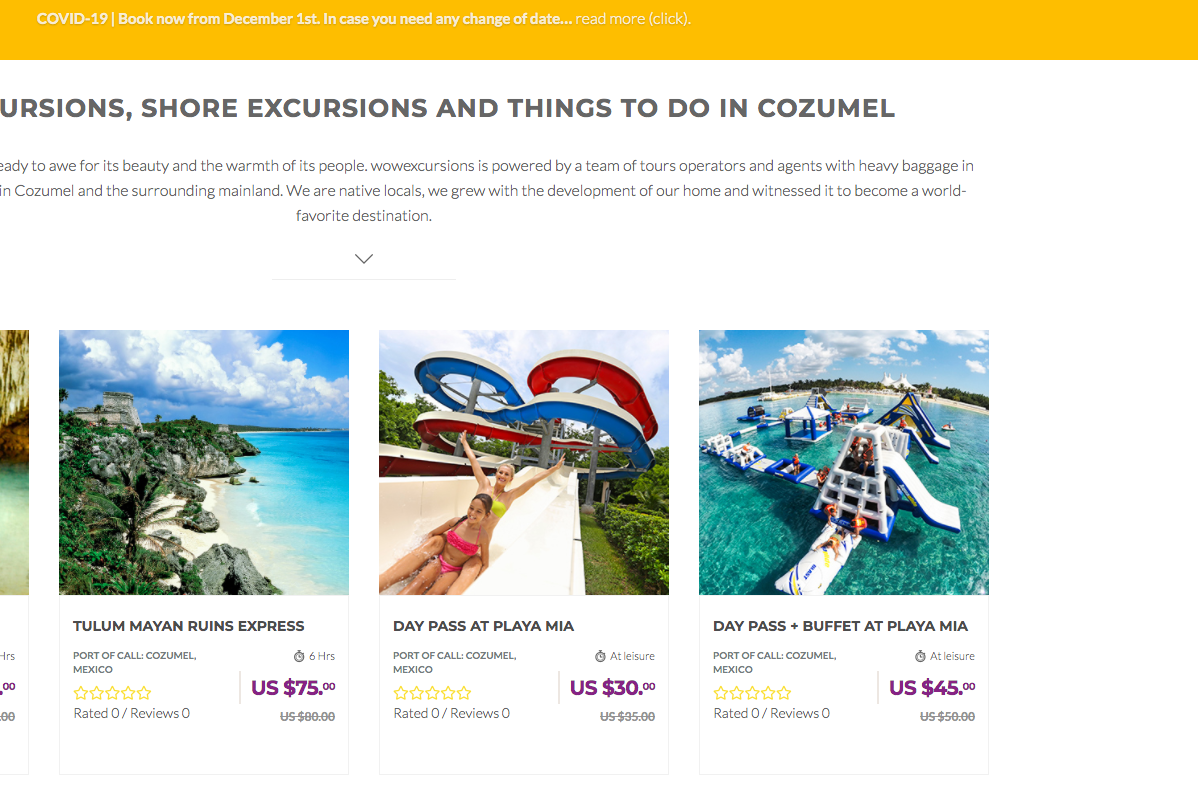 COVID-19 | Book now from December 1st. In case you need any change of date... read more (click).
URSIONS, SHORE EXCURSIONS AND THINGS TO DO IN COZUMEL
eady to awe for its beauty and the warmth of its people. wowexcursions is powered by a team of tours operators and agents with heavy baggage in
in Cozumel and the surrounding mainland. We are native locals, we grew with the development of our home and witnessed it to become a world-
favorite destination.
Hrs
.00
.00
TULUM MAYAN RUINS EXPRESS
PORT OF CALL: COZUMEL,
MEXICO
6 Hrs
US $75.00
Rated 0 / Reviews 0
US $80.00
DAY PASS AT PLAYA MIA
PORT OF CALL: COZUMEL,
MEXICO
At leisure
US $30.00
Rated 0 / Reviews 0
US $35.00
DAY PASS + BUFFET AT PLAYA MIA
PORT OF CALL: COZUMEL,
MEXICO
At leisure
US $45.00
Rated 0 / Reviews 0
US $50.00